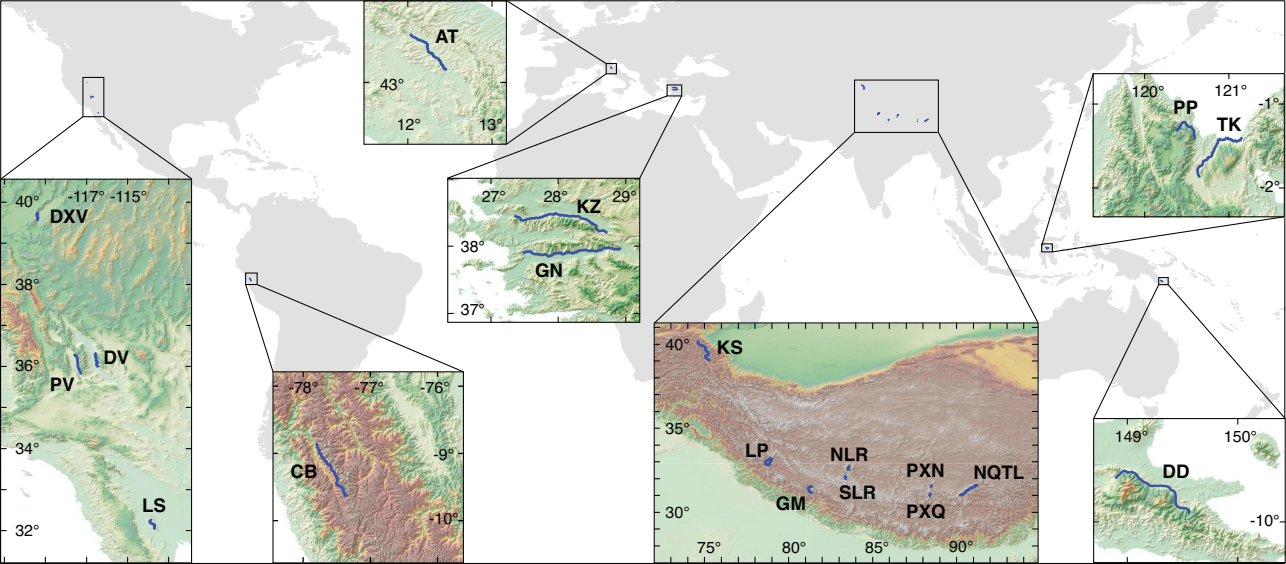 AT
43°
12° 13°
120° 121°
-1°
PP
TK
-2°
40° -117° -115°
DXV
38°
36°
DV
PV
34°
LS
32°
27° 28° 29°
KZ
38°
GN
37°
-78° -77° -76°
CB
-9°
-10°
40°
KS
35°
LP
NLR
PXN
NQTL
GM
SLR
PXQ
30°
75° 80° 85° 90°
149° 150°
DD
-10°